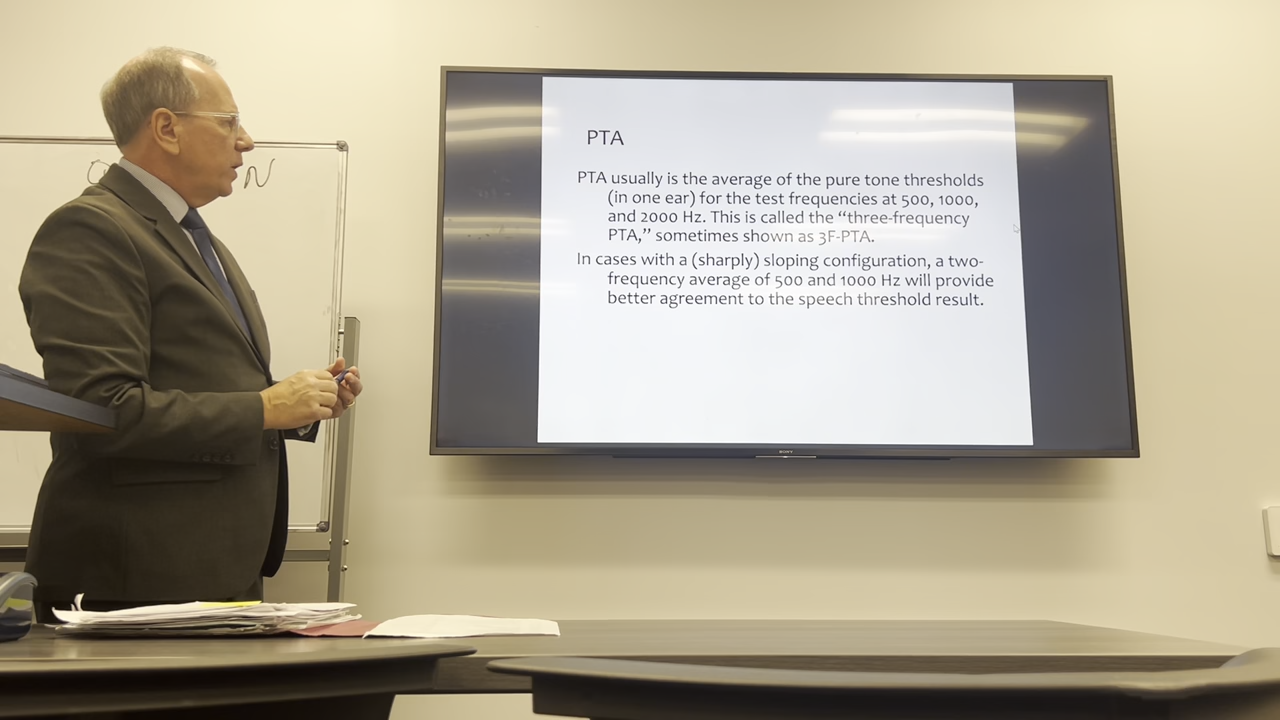 PTA
PTA usually is the average of the pure tone thresholds
(in one ear) for the test frequencies at 500, 1000,
and 2000 Hz. This is called the “three-frequency
PTA,” sometimes shown as 3F-PTA.
In cases with a (sharply) sloping configuration, a two-
frequency average of 500 and 1000 Hz will provide
better agreement to the speech threshold result.
SONY